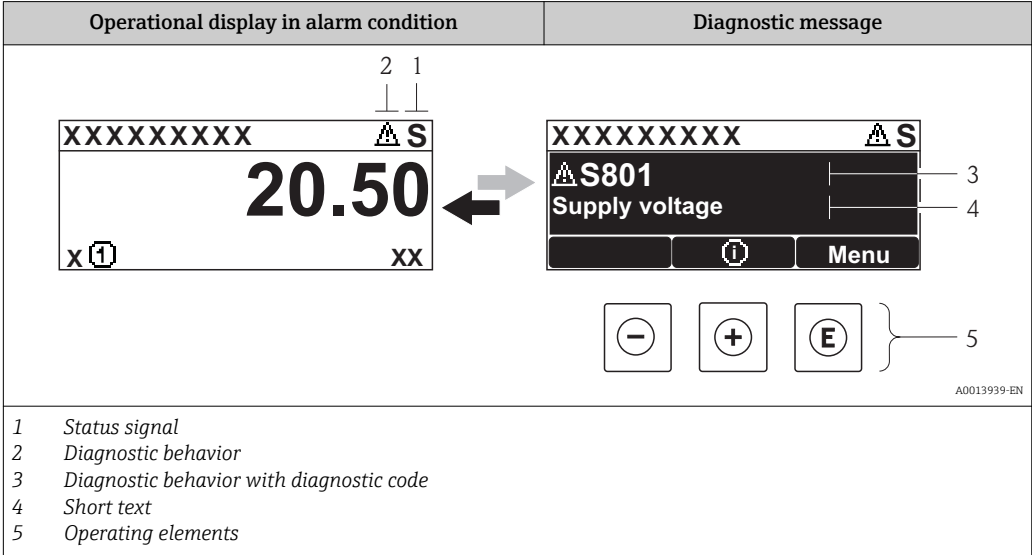 Operational display in alarm condition
Diagnostic message
2 1
XXXXXXXXX ⚠ S
20.50
x 1 xx
XXXXXXXXX ⚠ S
⚠S801
Supply voltage
i Menu
3
4
- + E
5
A0013939-EN
1 Status signal
2 Diagnostic behavior
3 Diagnostic behavior with diagnostic code
4 Short text
5 Operating elements